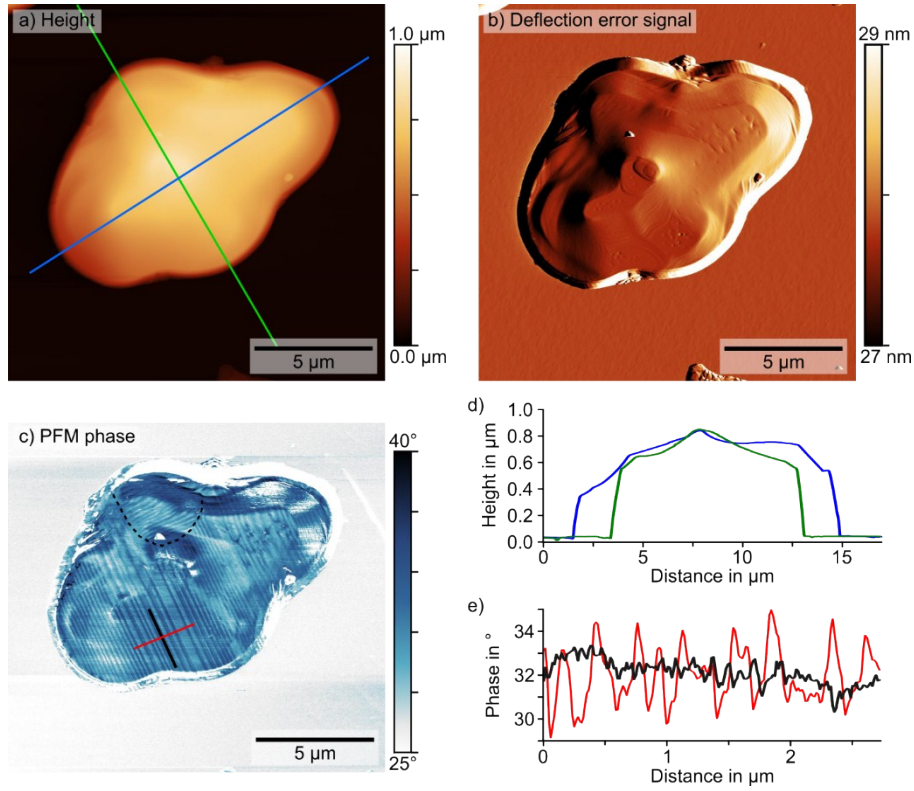 a) Height
1.0 µm
0.0 µm
5 µm
b) Deflection error signal
29 nm
27 nm
5 µm
c) PFM phase
40°
25°
5 µm
d)
Height in µm
1.0
0.8
0.6
0.4
0.2
0.0
0 5 10 15
Distance in µm
e)
Phase in °
34
32
30
0 1 2
Distance in µm